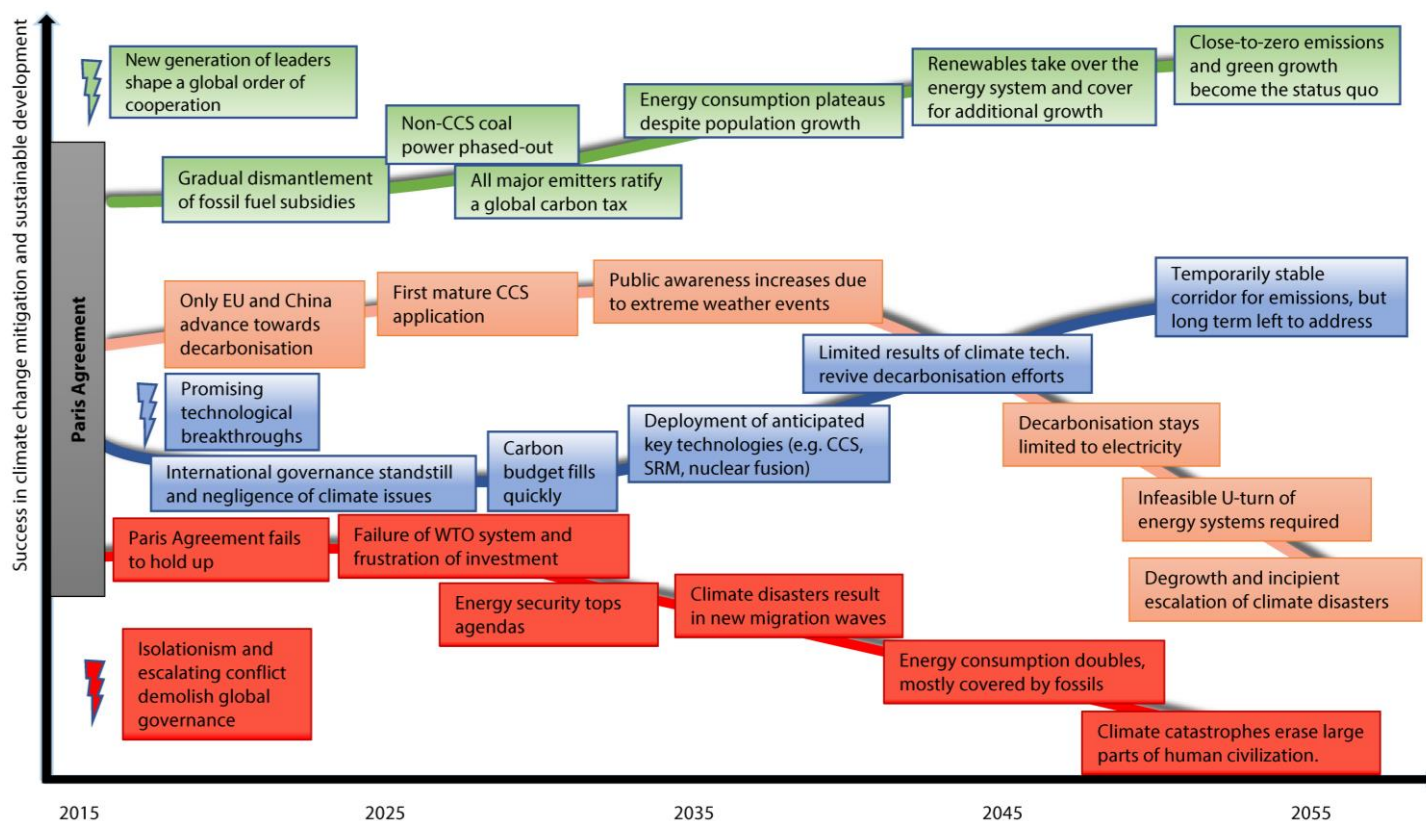 Success in climate change mitigation and sustainable development
Paris Agreement
New generation of leaders
shape a global order of
cooperation
Gradual dismantlement
of fossil fuel subsidies
Non-CCS coal
power phased-out
All major emitters ratify
a global carbon tax
Energy consumption plateaus
despite population growth
Renewables take over the
energy system and cover
for additional growth
Close-to-zero emissions
and green growth
become the status quo
Only EU and China
advance towards
decarbonisation
First mature CCS
application
Public awareness increases due
to extreme weather events
Decarbonisation stays
limited to electricity
Infeasible U-turn of
energy systems required
Degrowth and incipient
escalation of climate disasters
Promising
technological
breakthroughs
International governance standstill
and negligence of climate issues
Carbon
budget fills
quickly
Deployment of anticipated
key technologies (e.g. CCS,
SRM, nuclear fusion)
Limited results of climate tech.
revive decarbonisation efforts
Temporarily stable
corridor for emissions, but
long term left to address
Paris Agreement fails
to hold up
Failure of WTO system and
frustration of investment
Energy security tops
agendas
Climate disasters result
in new migration waves
Energy consumption doubles,
mostly covered by fossils
Climate catastrophes erase large
parts of human civilization.
Isolationism and
escalating conflict
demolish global
governance
2015
2025
2035
2045
2055